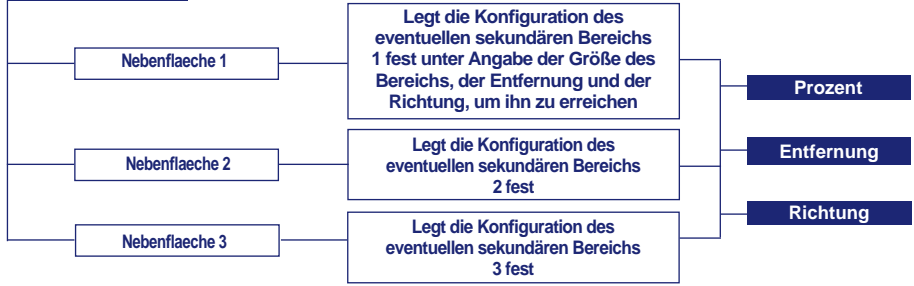 Nebenflaeche 1
Legt die Konfiguration des
eventuellen sekundären Bereichs
1 fest unter Angabe der Größe des
Bereichs, der Entfernung und der
Richtung, um ihn zu erreichen
Prozent
Nebenflaeche 2
Legt die Konfiguration des
eventuellen sekundären Bereichs
2 fest
Entfernung
Nebenflaeche 3
Legt die Konfiguration des
eventuellen sekundären Bereichs
3 fest
Richtung